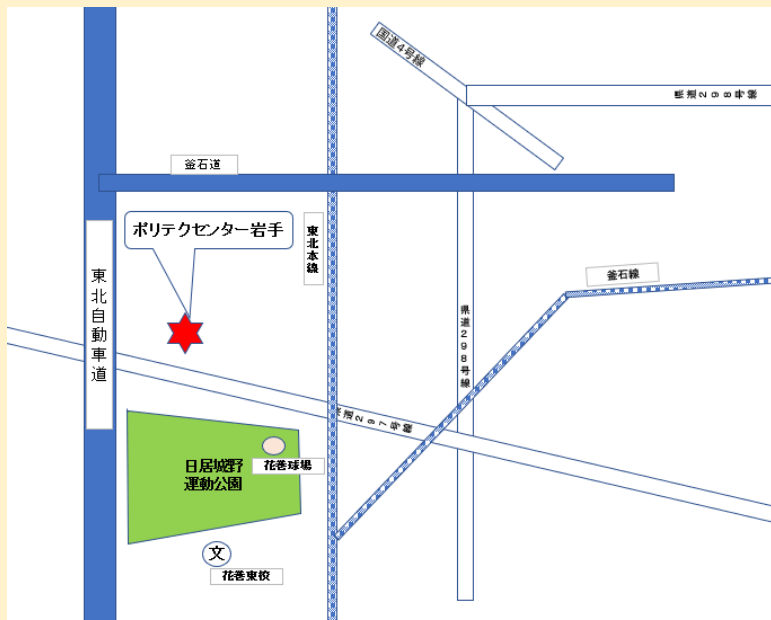 国道4号線
県道298号線
釜石道
ポリテクセンター岩手
東北本線
釜石線
東北自動車道
県道298号線
県道297号線
日居城野
運動公園
花巻球場
文
花巻東校